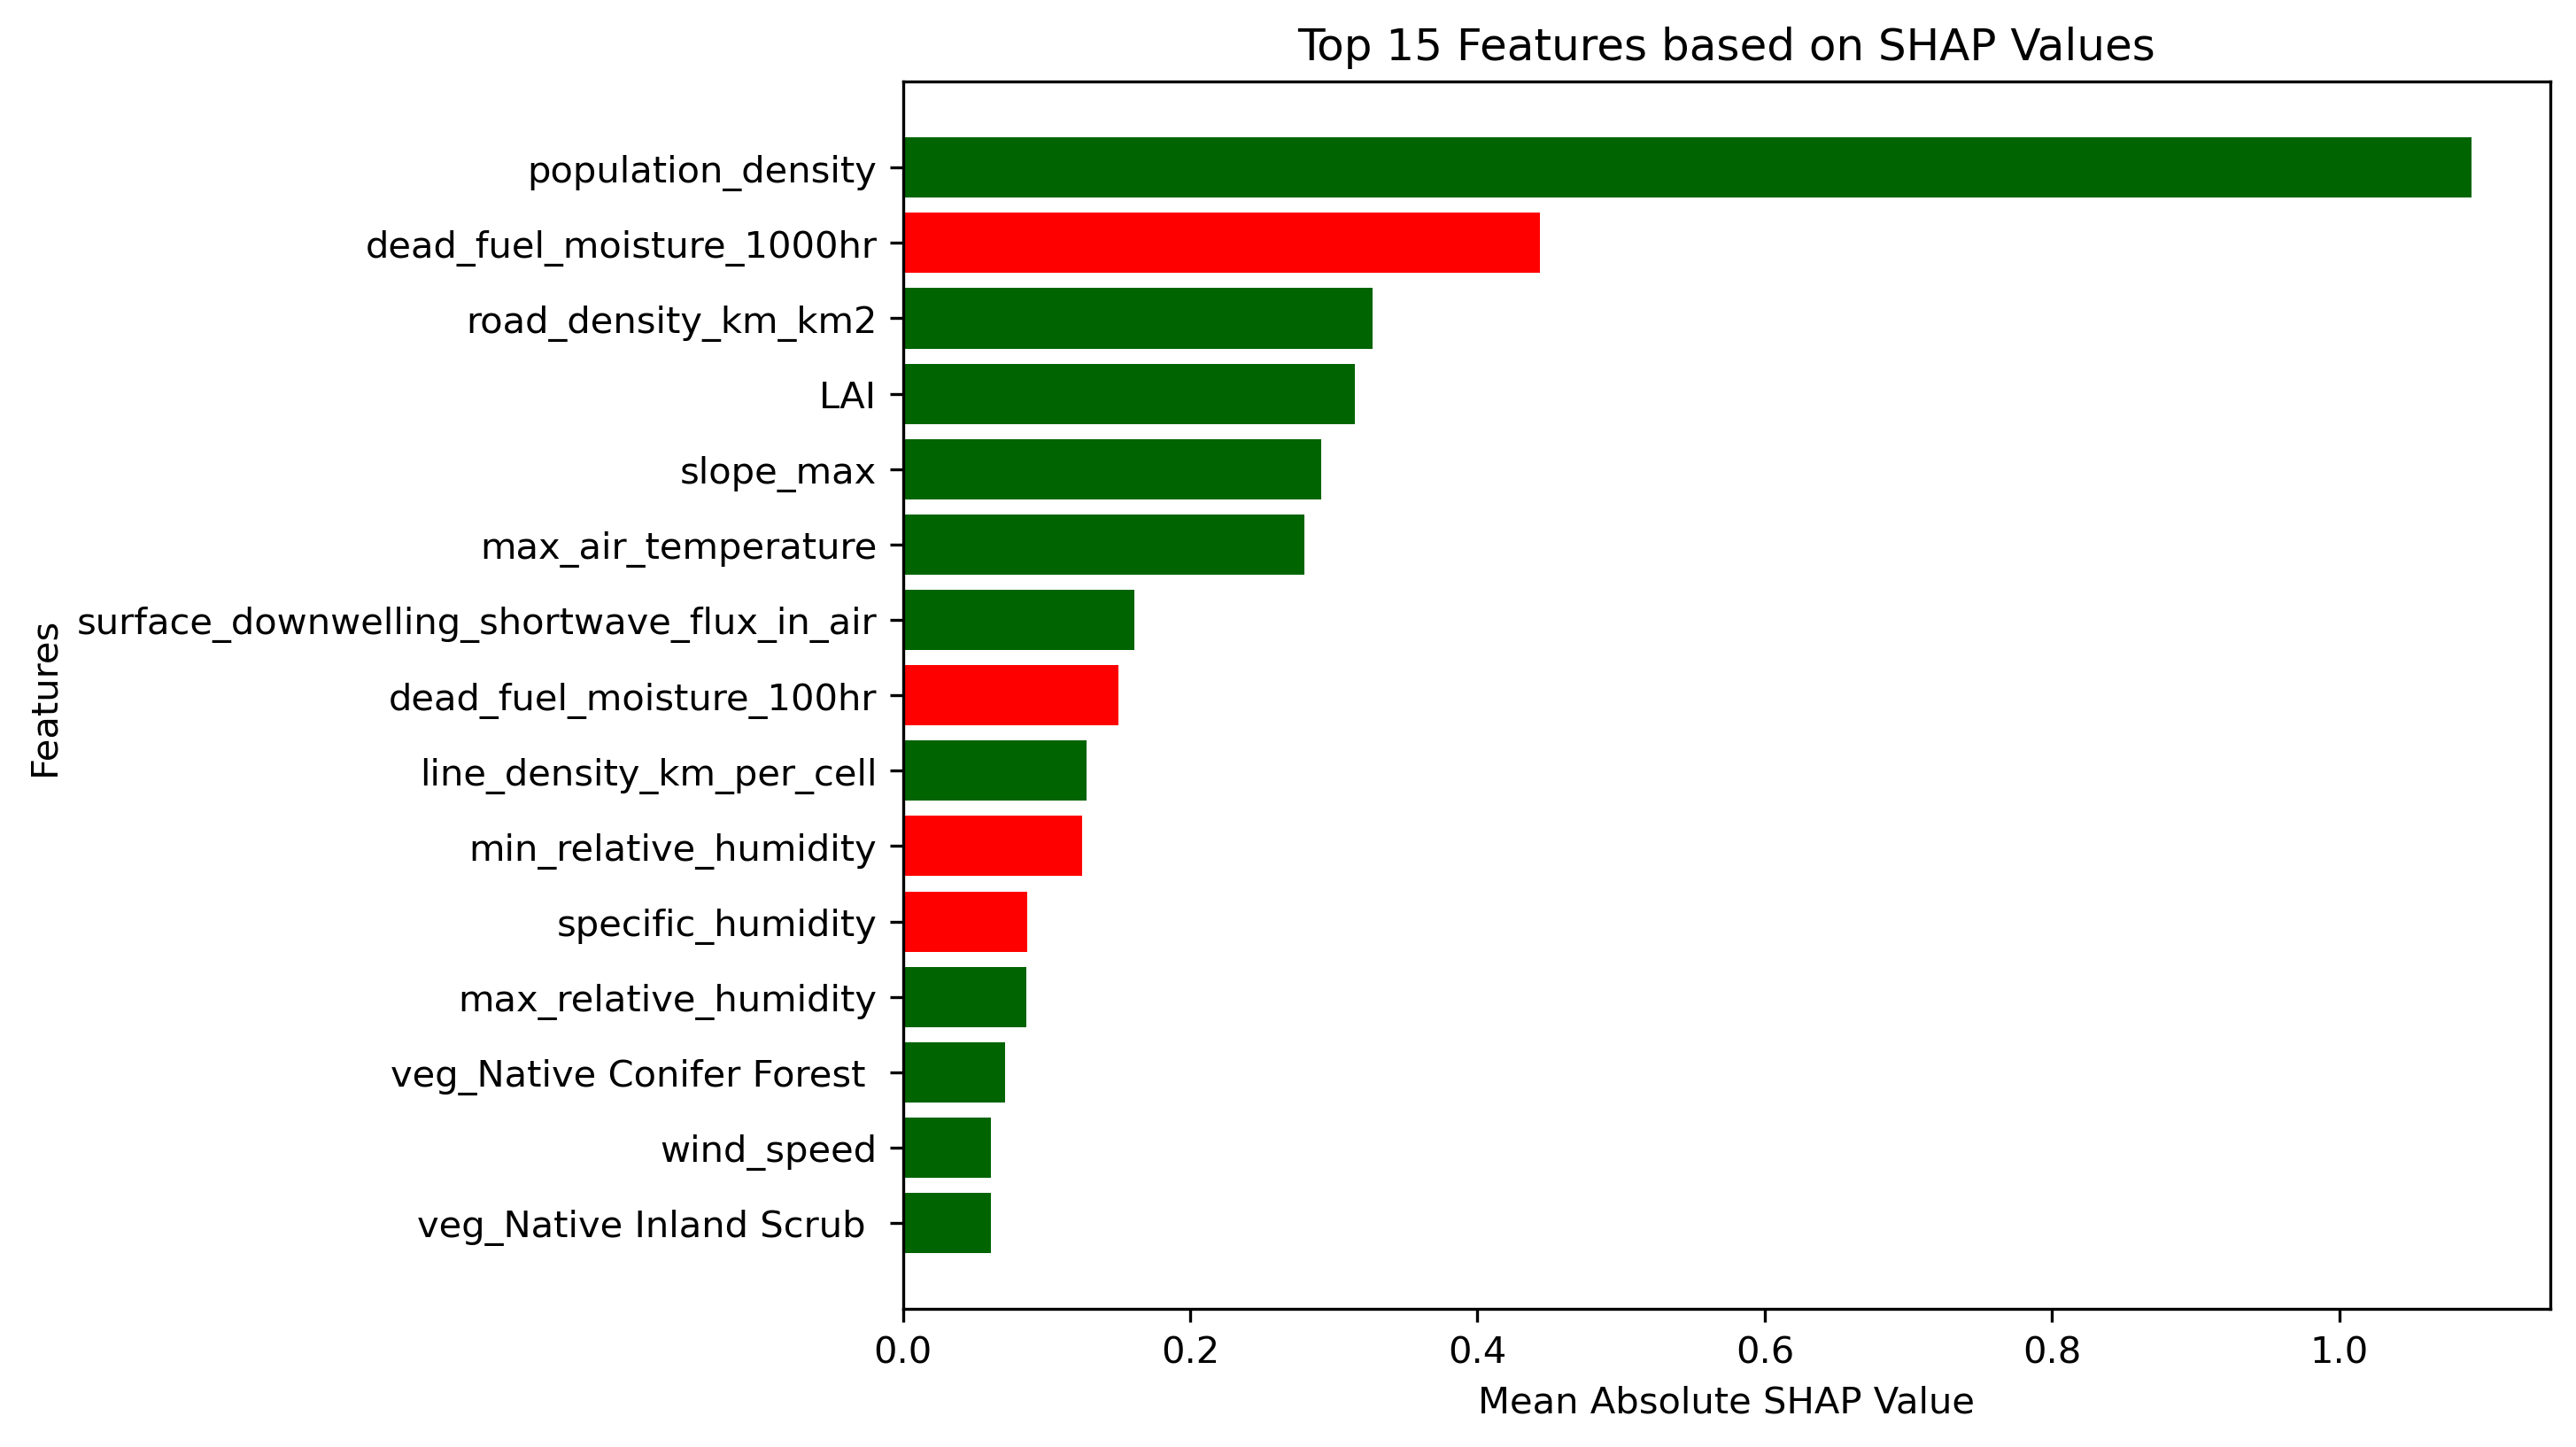 Top 15 Features based on SHAP Values
Features
population_density
dead_fuel_moisture_1000hr
road_density_km_km2
LAI
slope_max
max_air_temperature
surface_downwelling_shortwave_flux_in_air
dead_fuel_moisture_100hr
line_density_km_per_cell
min_relative_humidity
specific_humidity
max_relative_humidity
veg_Native Conifer Forest
wind_speed
veg_Native Inland Scrub
0.0 0.2 0.4 0.6 0.8 1.0
Mean Absolute SHAP Value